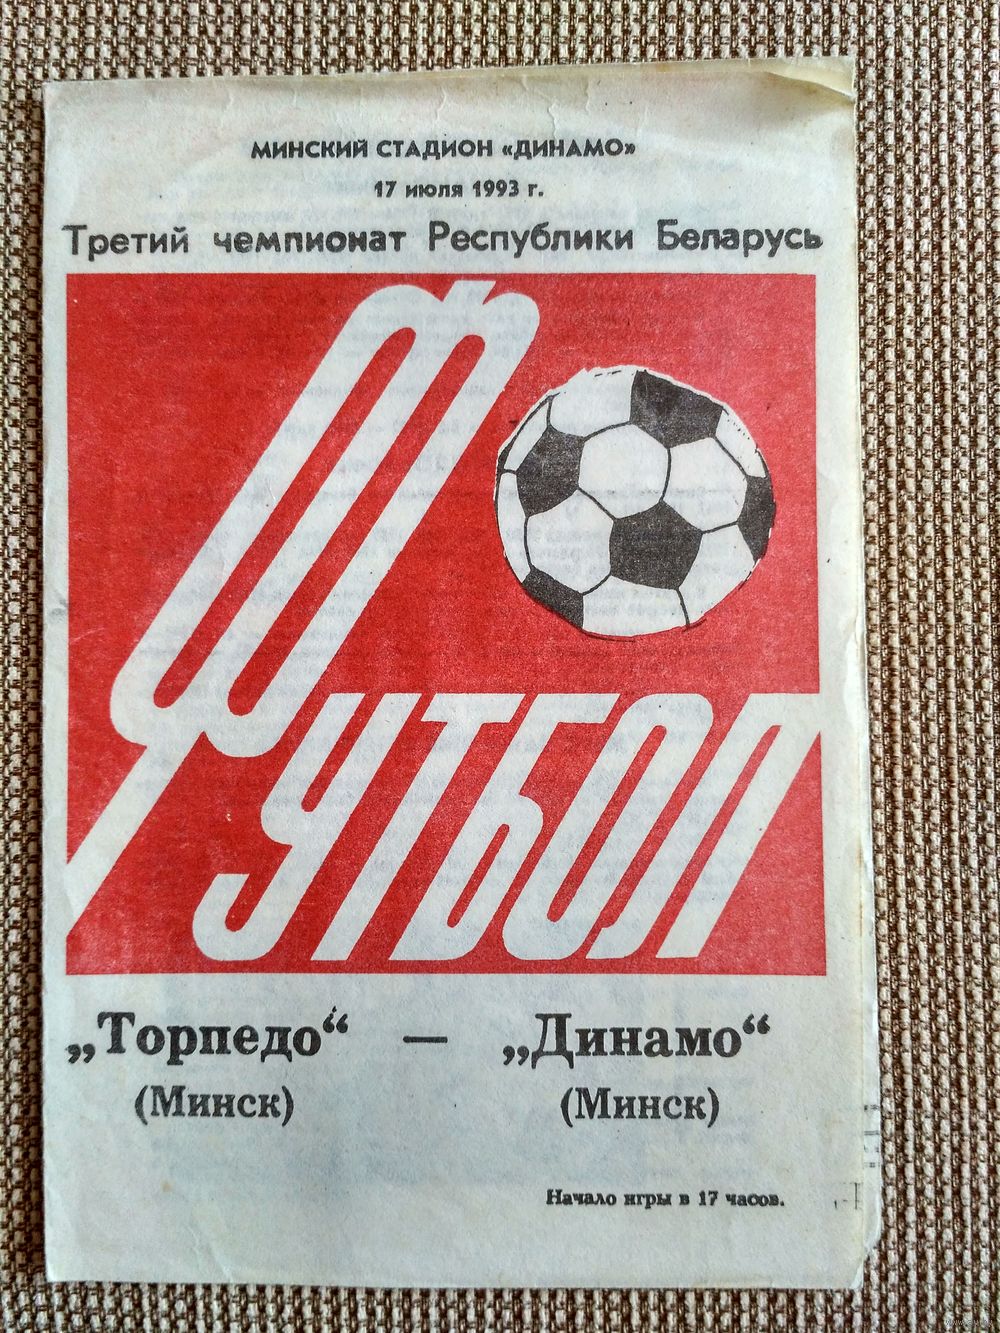 МИНСКИЙ СТАДИОН «ДИНАМО»
17 июля 1993 г.
Третий чемпионат Республики Беларусь
ФУТБОЛ
„Торпедо“ — „Динамо“
(Минск) (Минск)
Начало игры в 17 часов.